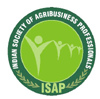 INDIAN SOCIETY OF AGRIBUSINESS PROFESSIONALS
ISAP